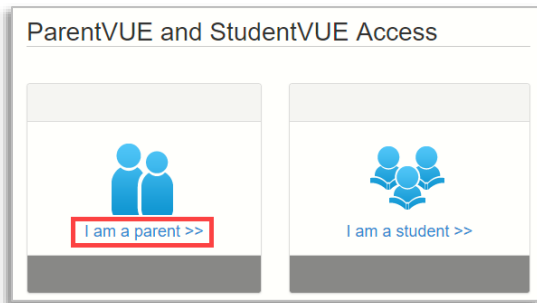 ParentVUE and StudentVUE Access
I am a parent >>
I am a student >>